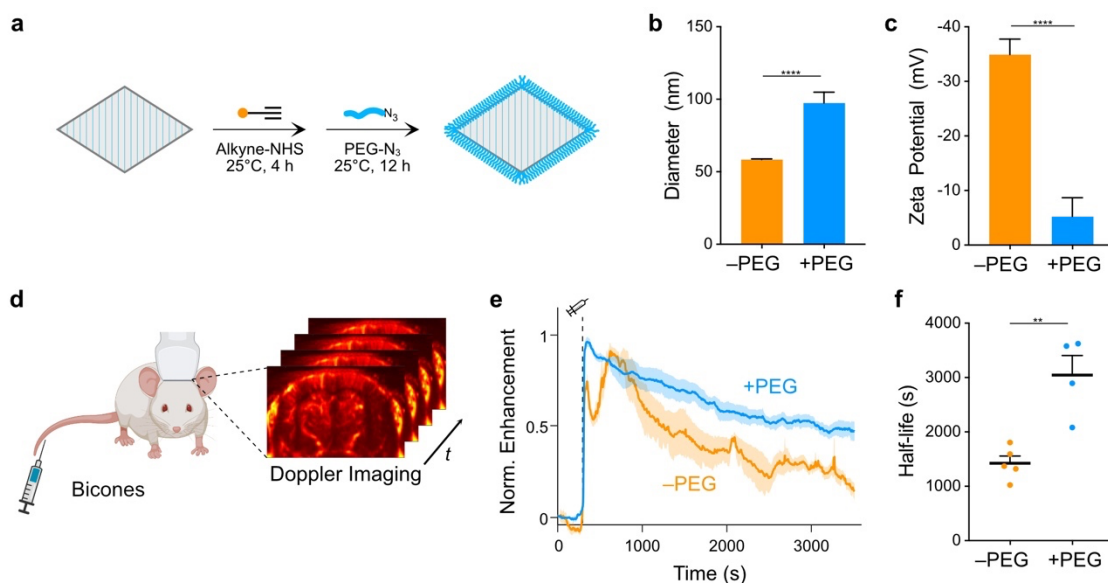 a
Alkyne-NHS
25°C, 4 h
N₃
PEG-N₃
25°C, 12 h
b
Diameter (nm)
150
100
50
0
****
–PEG
+PEG
c
Zeta Potential (mV)
-40
-30
-20
-10
0
****
–PEG
+PEG
d
Bicones
Doppler Imaging
t
e
Norm. Enhancement
1
0.5
0
+PEG
–PEG
0
1000
2000
3000
Time (s)
f
Half-life (s)
4000
3000
2000
1000
0
**
–PEG
+PEG